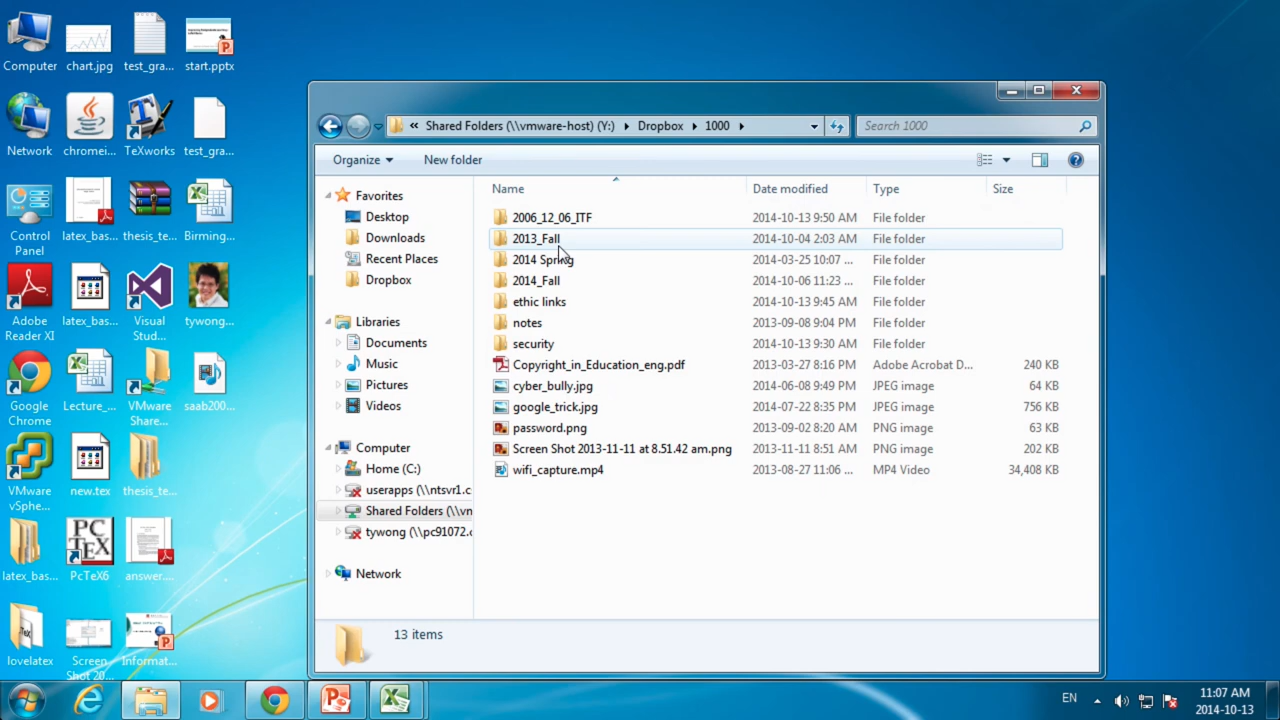 Computer
chart.jpg
test_gra...
start.pptx
Network
chromei...
TeXworks
test_gra...
Control
Panel
latex_bas...
thesis_te...
Birming...
Adobe
Reader XI
latex_bas...
Visual
Stud...
tywong...
Google
Chrome
Lecture_...
VMware
Share...
saab200...
VMware
vSphe...
new.tex
thesis_te...
latex_bas...
PC
TEX
PcTeX6
answer....
lovelatex
Screen
Shot 20...
Informat...
« Shared Folders (\\vmware-host) (Y:) Dropbox 1000
Search 1000
Organize
New folder
Favorites
Desktop
Downloads
Recent Places
Dropbox
Libraries
Documents
Music
Pictures
Videos
Computer
Home (C:)
userapps (\\ntsvr1.c
Shared Folders (\\vn
tywong (\\pc91072.c
Network
Name Date modified Type Size
2006_12_06_ITF 2014-10-13 9:50 AM File folder
2013_Fall 2014-10-04 2:03 AM File folder
2014 Spring 2014-03-25 10:07 ... File folder
2014_Fall 2014-10-06 11:23 ... File folder
ethic links 2014-10-13 9:45 AM File folder
notes 2013-09-08 9:04 PM File folder
security 2014-10-13 9:30 AM File folder
Copyright_in_Education_eng.pdf 2013-03-27 8:16 PM Adobe Acrobat D... 240 KB
cyber_bully.jpg 2014-06-08 9:49 PM JPEG image 64 KB
google_trick.jpg 2014-07-22 8:35 PM JPEG image 756 KB
password.png 2013-09-02 8:20 AM PNG image 63 KB
Screen Shot 2013-11-11 at 8.51.42 am.png 2013-11-11 8:51 AM PNG image 202 KB
wifi_capture.mp4 2013-08-27 11:06 ... MP4 Video 34,408 KB
13 items
EN
11:07 AM
2014-10-13